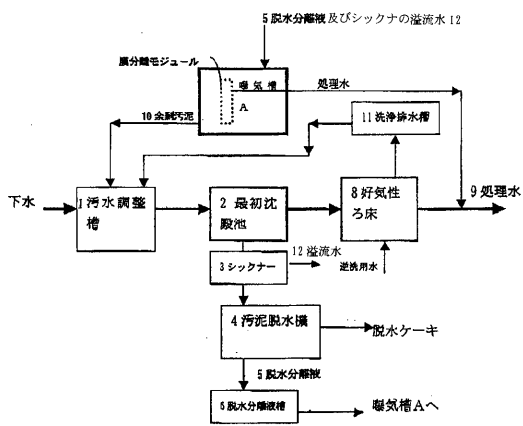 5 脱水分離液 及びシックナの溢流水 12
膜分離モジュール
曝 気 槽
A
処理水
10 余剰汚泥
11 洗浄排水槽
下水
1 汚水調整
槽
2 最初沈
殿池
8 好気性
ろ床
9 処理水
12 溢流水
3 シックナー
逆洗用水
4 汚泥脱水機
脱水ケーキ
5 脱水分離液
6 脱水分離液槽
曝気槽Aへ